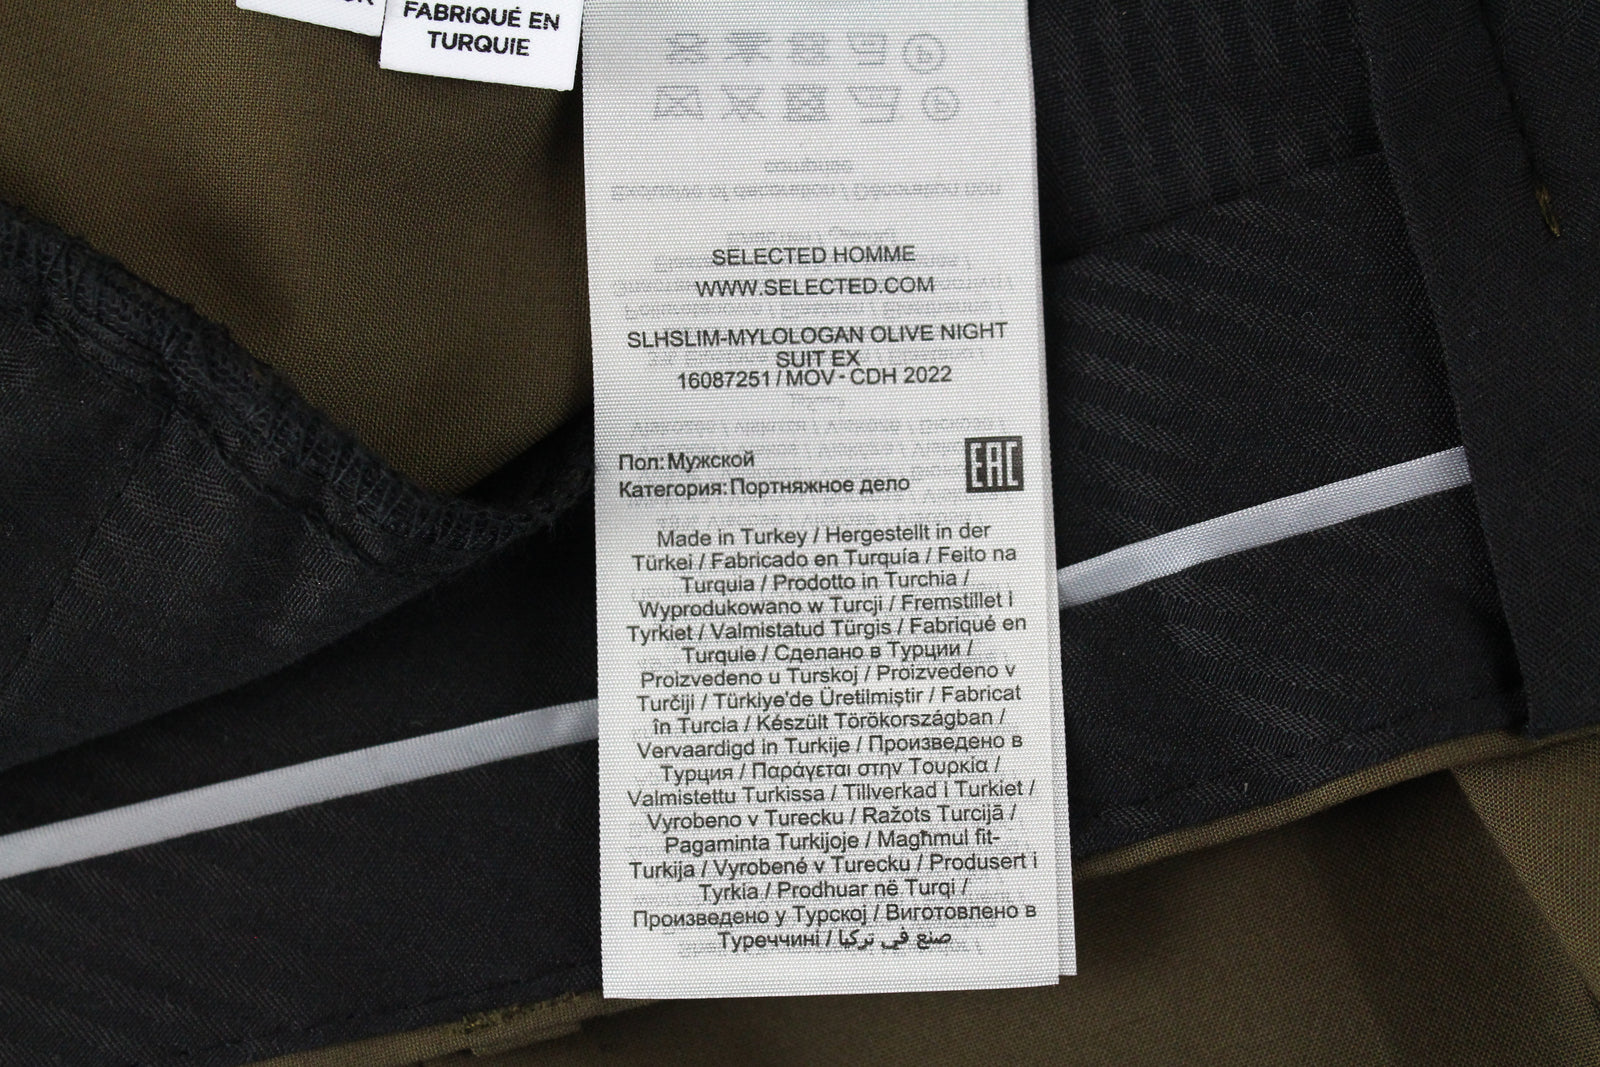 FABRIQUÉ EN
TURQUIE
SELECTED HOMME
WWW.SELECTED.COM
SLHSLIM-MYLOLOGAN OLIVE NIGHT
SUIT EX
16087251 / MOV - CDH 2022
Пол: Мужской
Категория: Портняжное дело
EAC
Made in Turkey / Hergestellt in der
Türkei / Fabricado en Turquía / Feito na
Turquia / Prodotto in Turchia /
Wyprodukowano w Turcji / Fremstillet i
Tyrkiet / Valmistatud Türgis / Fabriqué en
Turquie / Сделано в Турции /
Proizvedeno u Turskoj / Proizvedeno v
Turčiji / Türkiye'de Üretilmiştir / Fabricat
în Turcia / Készült Törökországban /
Vervaardigd in Turkije / Произведено в
Турция / Παράγεται στην Τουρκία /
Valmistettu Turkissa / Tillverkad i Turkiet /
Vyrobeno v Turecku / Ražots Turcijā /
Pagaminta Turkijoje / Magħmul fit-
Turkija / Vyrobené v Turecku / Produsert i
Tyrkia / Prodhuar në Turqi /
Произведено у Турској / Виготовлено в
Туреччині / صنع في تركيا